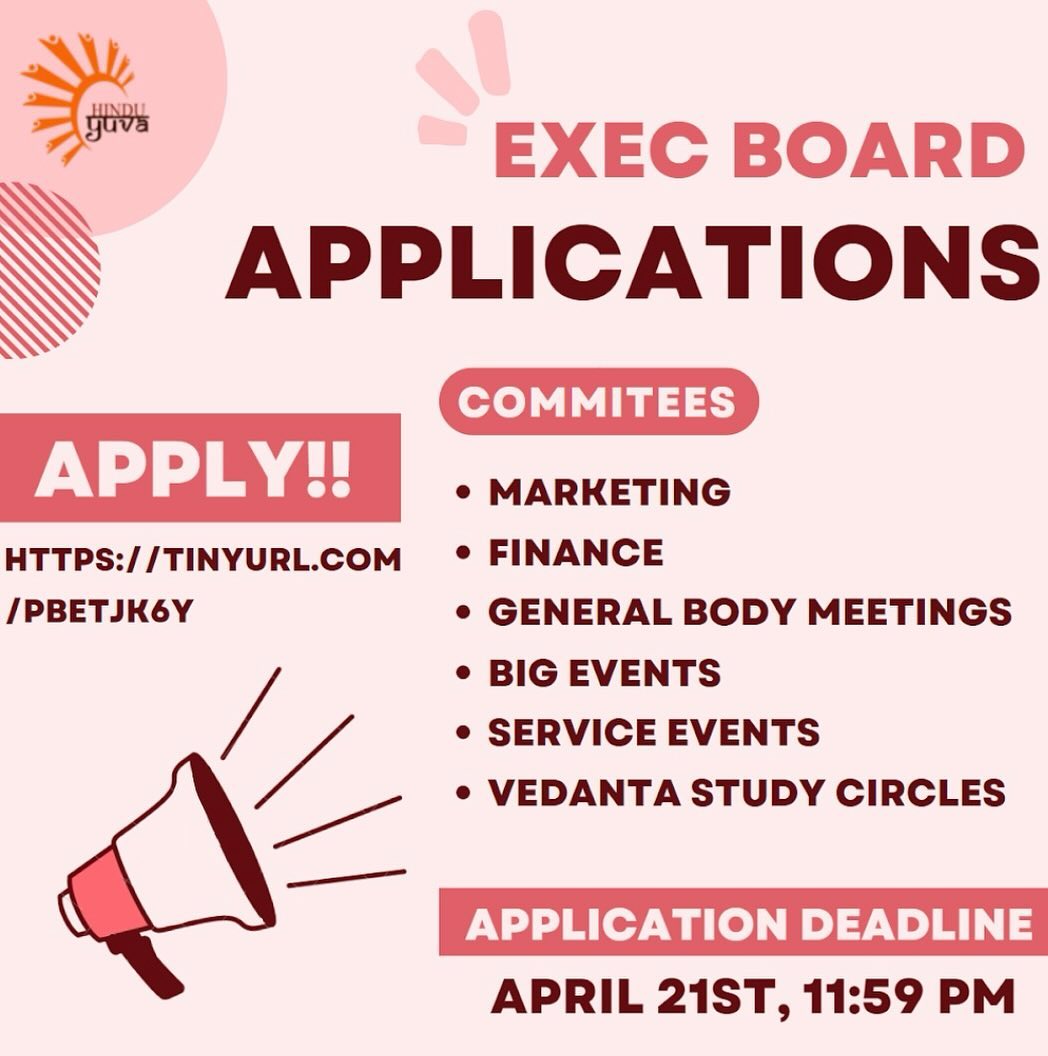 HINDU
yuva
EXEC BOARD
APPLICATIONS
APPLY!!
HTTPS://TINYURL.COM
/PBETJK6Y
COMMITEES
• MARKETING
• FINANCE
• GENERAL BODY MEETINGS
• BIG EVENTS
• SERVICE EVENTS
• VEDANTA STUDY CIRCLES
APPLICATION DEADLINE
APRIL 21ST, 11:59 PM